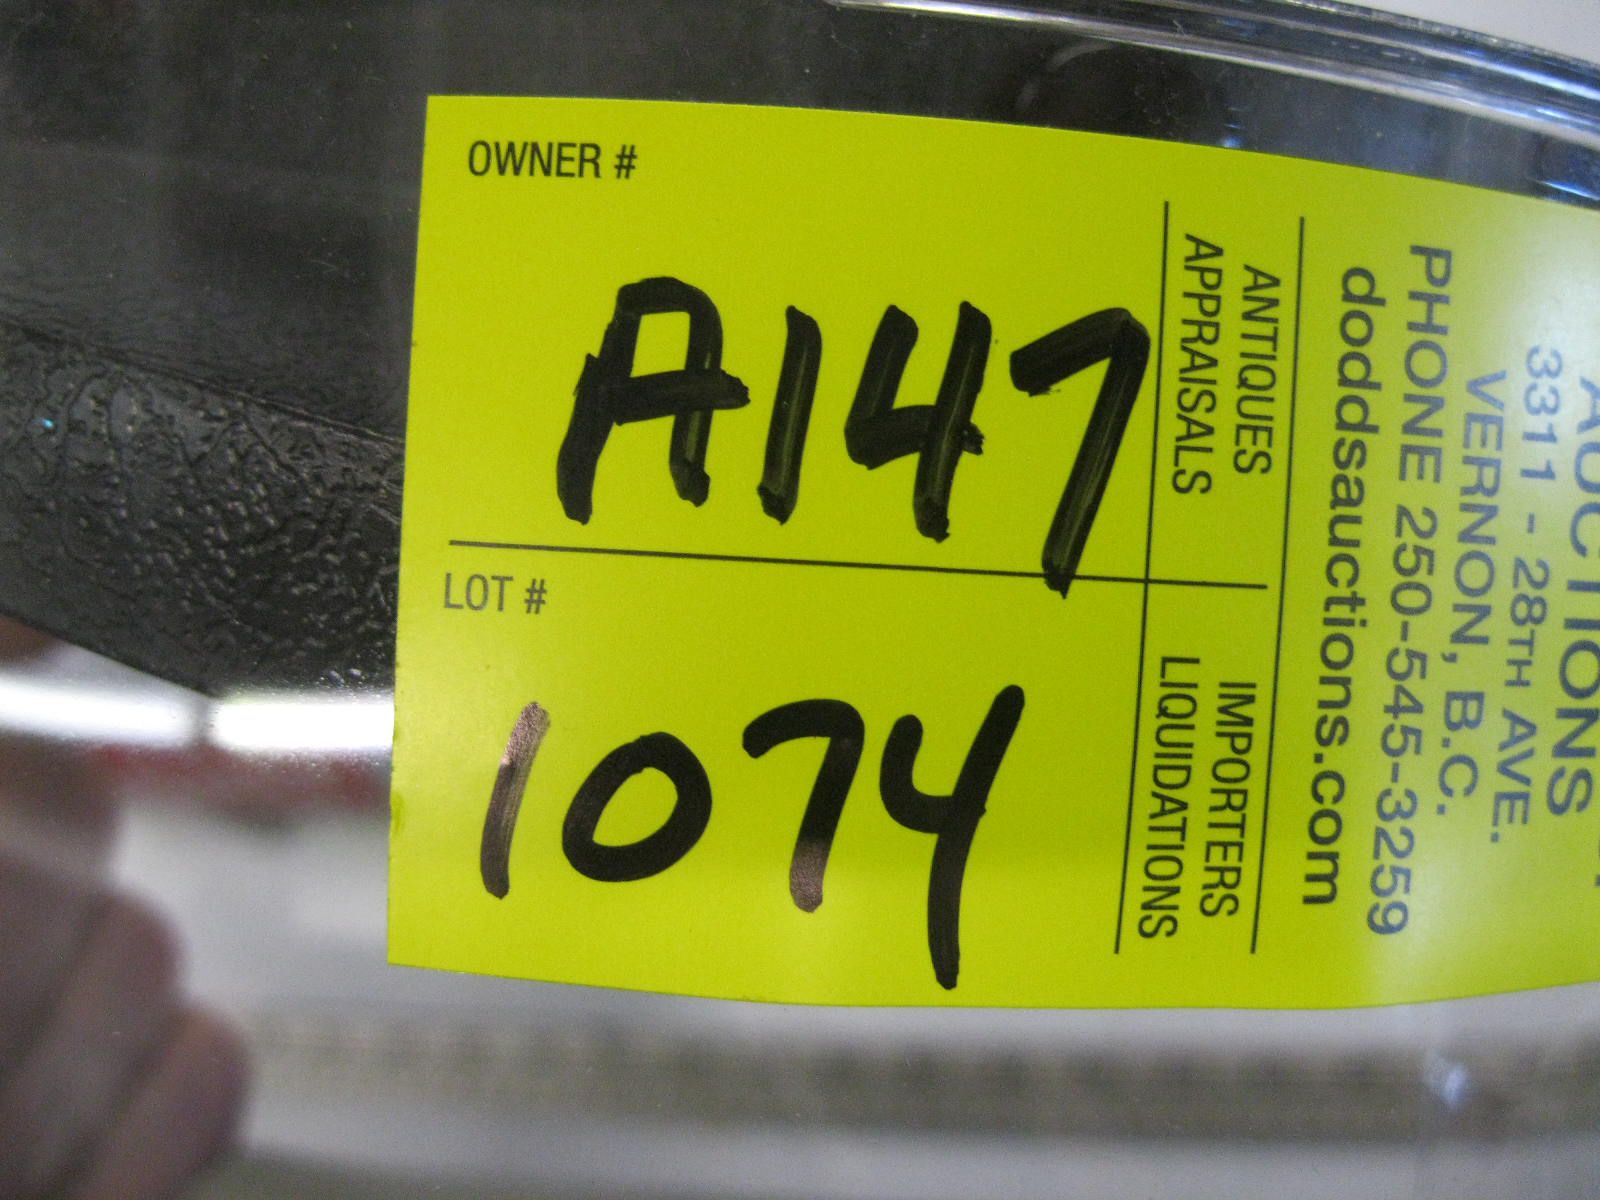 OWNER #
A147
LOT #
1074
AUCTIONS
3311 - 28TH AVE.
VERNON, B.C.
PHONE 250-545-3259
doddsauctions.com
ANTIQUES
APPRAISALS
IMPORTERS
LIQUIDATIONS